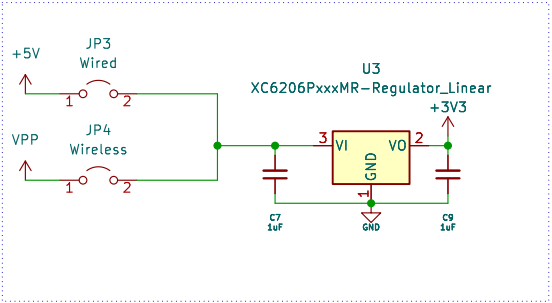 +5V
JP3
Wired
1
2
VPP
JP4
Wireless
1
2
U3
XC6206PxxxMR-Regulator_Linear
+3V3
3
VI
VO
2
GND
1
C7
1uF
GND
C9
1uF